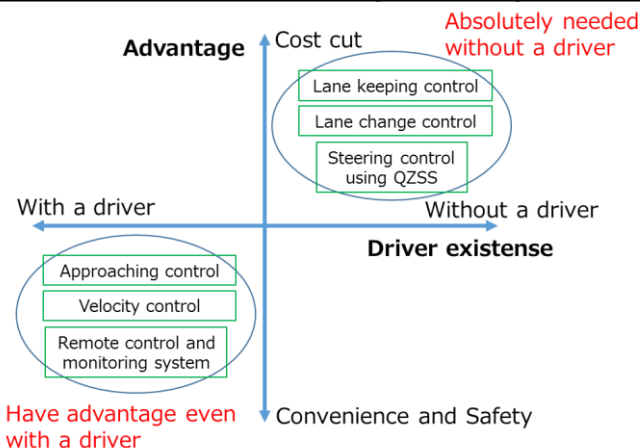 Absolutely needed
without a driver
Advantage
Cost cut
Lane keeping control
Lane change control
Steering control
using QZSS
With a driver
Without a driver
Driver existense
Approaching control
Velocity control
Remote control and
monitoring system
Have advantage even
with a driver
Convenience and Safety